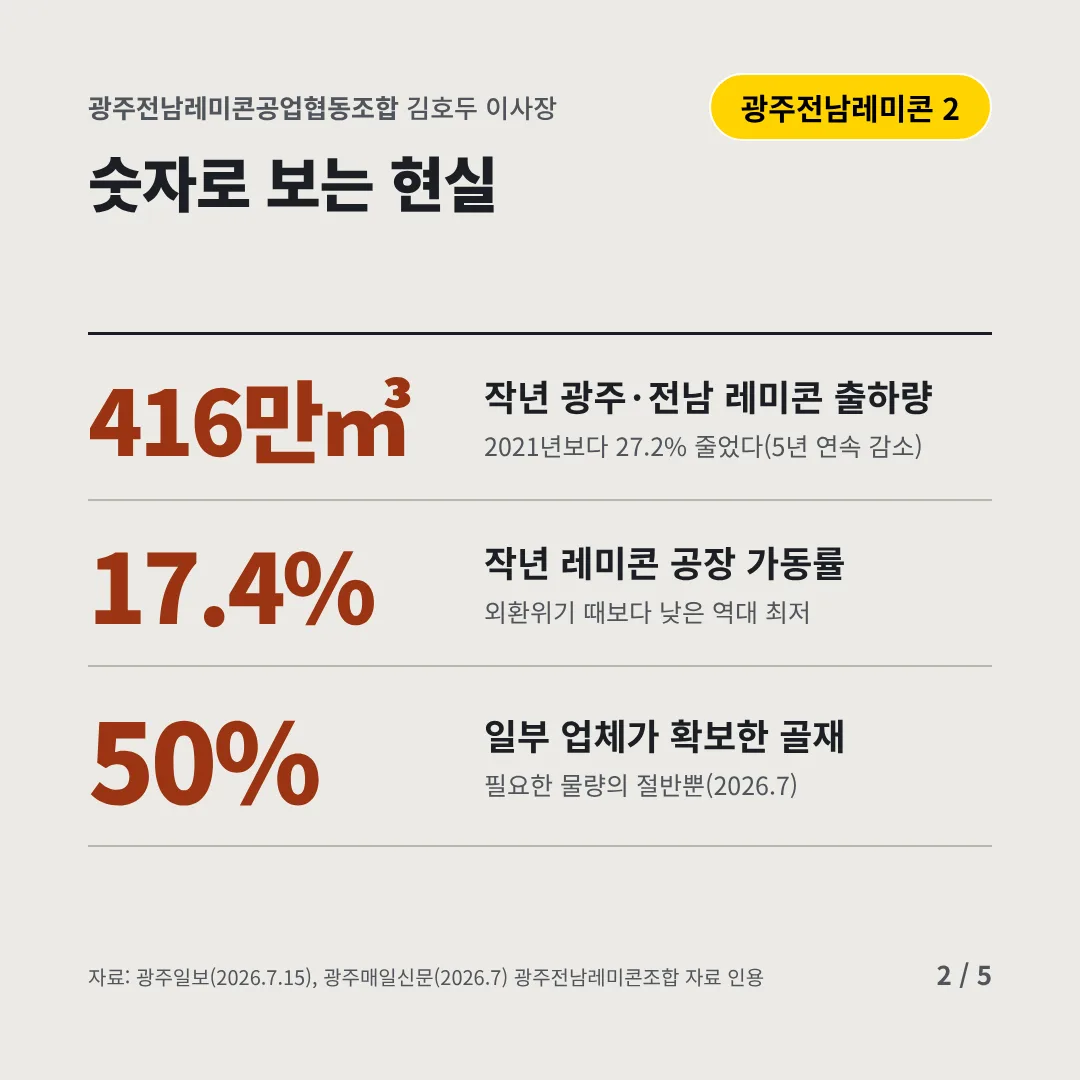 광주전남레미콘공업협동조합 김호두 이사장
광주전남레미콘 2
숫자로 보는 현실
416만㎥
작년 광주·전남 레미콘 출하량
2021년보다 27.2% 줄었다(5년 연속 감소)
17.4%
작년 레미콘 공장 가동률
외환위기 때보다 낮은 역대 최저
50%
일부 업체가 확보한 골재
필요한 물량의 절반뿐(2026.7)
자료: 광주일보(2026.7.15), 광주매일신문(2026.7) 광주전남레미콘조합 자료 인용
2 / 5